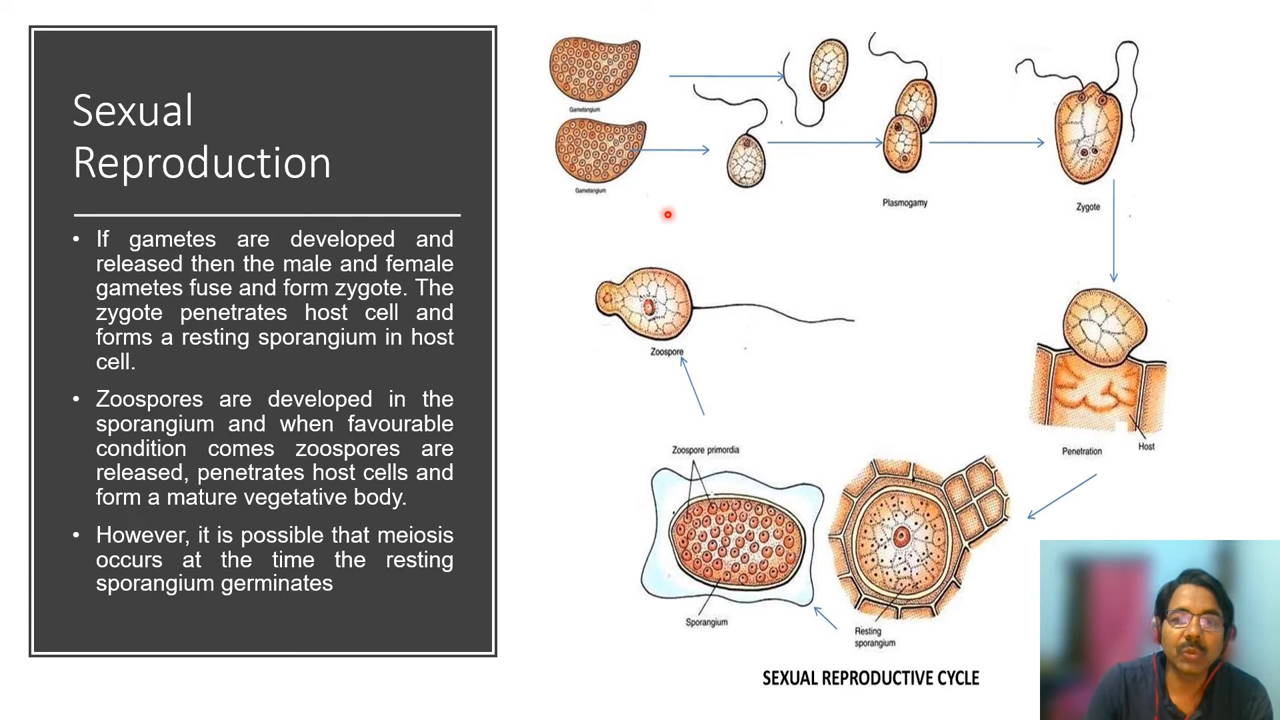 Sexual
Reproduction
• If gametes are developed and
released then the male and female
gametes fuse and form zygote. The
zygote penetrates host cell and
forms a resting sporangium in host
cell.
• Zoospores are developed in the
sporangium and when favourable
condition comes zoospores are
released, penetrates host cells and
form a mature vegetative body.
• However, it is possible that meiosis
occurs at the time the resting
sporangium germinates
Gametangium
Gametangium
Plasmogamy
Zygote
Zoospore
Host
Penetration
Zoospore primordia
Sporangium
Resting
sporangium
SEXUAL REPRODUCTIVE CYCLE